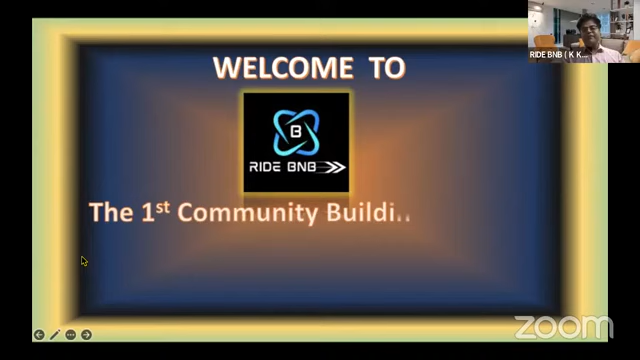 WELCOME TO
RIDE BNB ( K K...
B
RIDE BNB
The 1st Community Buildi
zoom